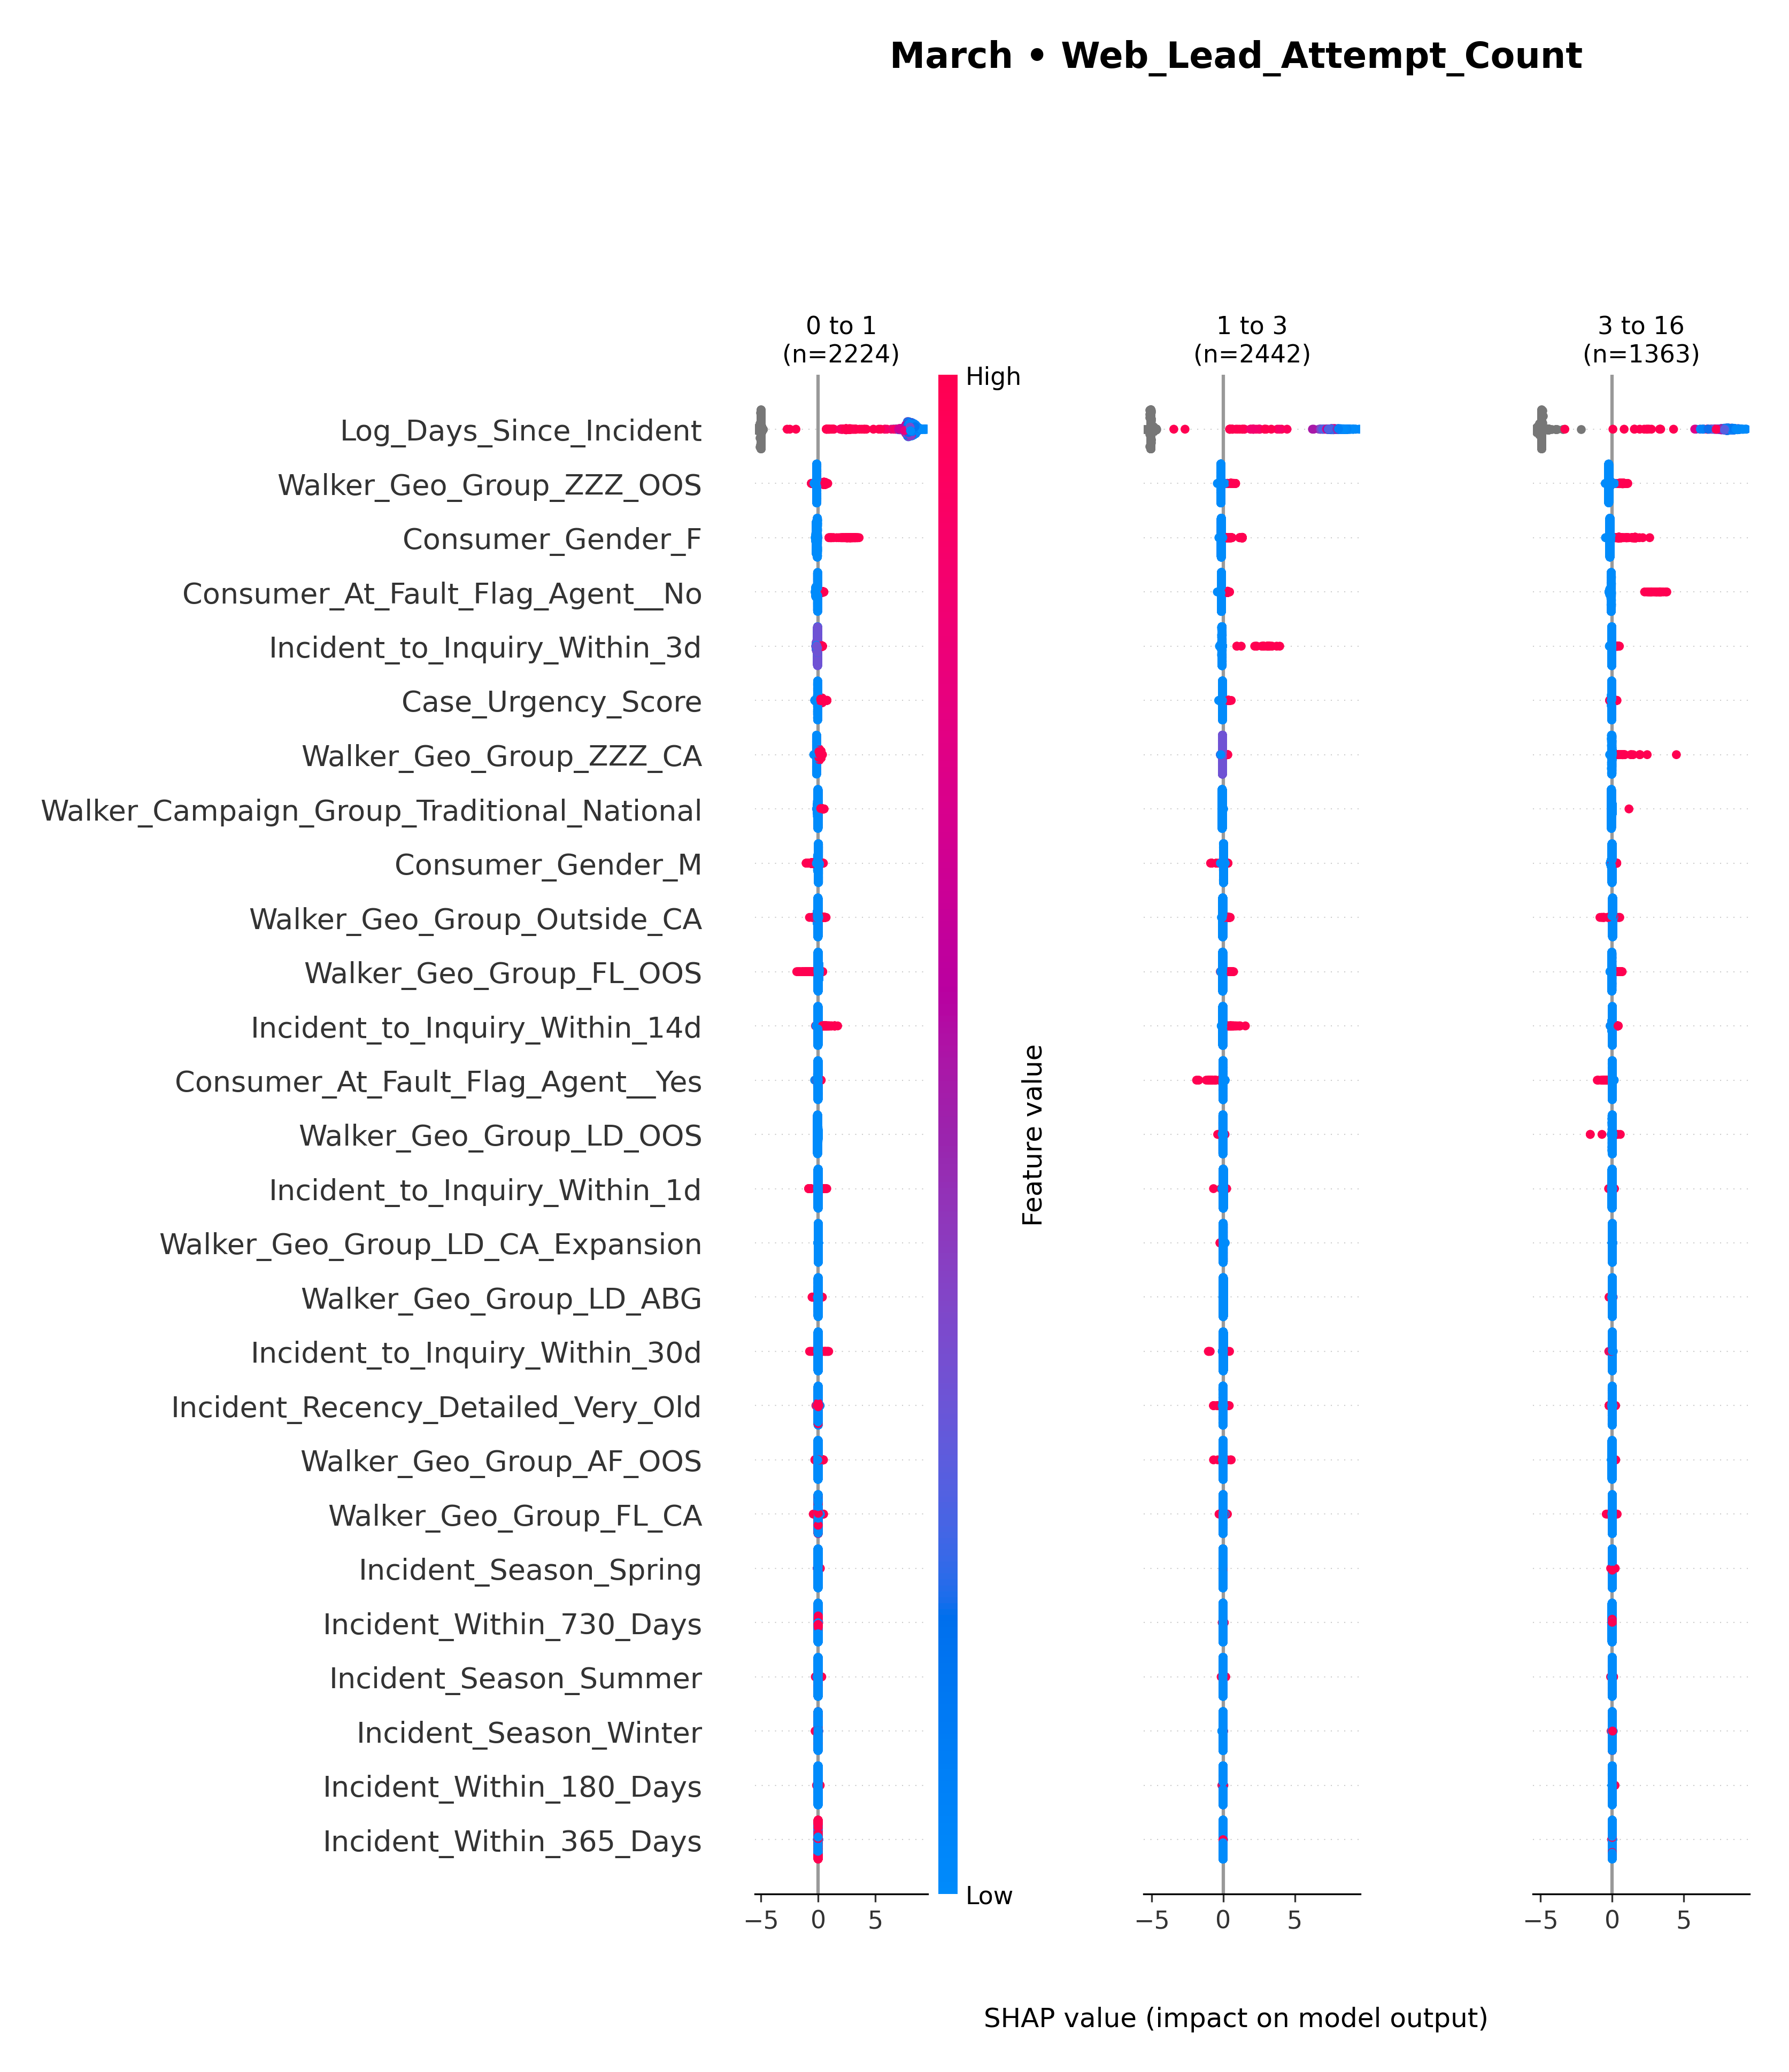 March • Web_Lead_Attempt_Count
0 to 1
(n=2224)
1 to 3
(n=2442)
3 to 16
(n=1363)
High
Log_Days_Since_Incident
Walker_Geo_Group_ZZZ_OOS
Consumer_Gender_F
Consumer_At_Fault_Flag_Agent__No
Incident_to_Inquiry_Within_3d
Case_Urgency_Score
Walker_Geo_Group_ZZZ_CA
Walker_Campaign_Group_Traditional_National
Consumer_Gender_M
Walker_Geo_Group_Outside_CA
Walker_Geo_Group_FL_OOS
Incident_to_Inquiry_Within_14d
Consumer_At_Fault_Flag_Agent__Yes
Walker_Geo_Group_LD_OOS
Incident_to_Inquiry_Within_1d
Walker_Geo_Group_LD_CA_Expansion
Walker_Geo_Group_LD_ABG
Incident_to_Inquiry_Within_30d
Incident_Recency_Detailed_Very_Old
Walker_Geo_Group_AF_OOS
Walker_Geo_Group_FL_CA
Incident_Season_Spring
Incident_Within_730_Days
Incident_Season_Summer
Incident_Season_Winter
Incident_Within_180_Days
Incident_Within_365_Days
Feature value
Low
−5 0 5
−5 0 5
−5 0 5
SHAP value (impact on model output)